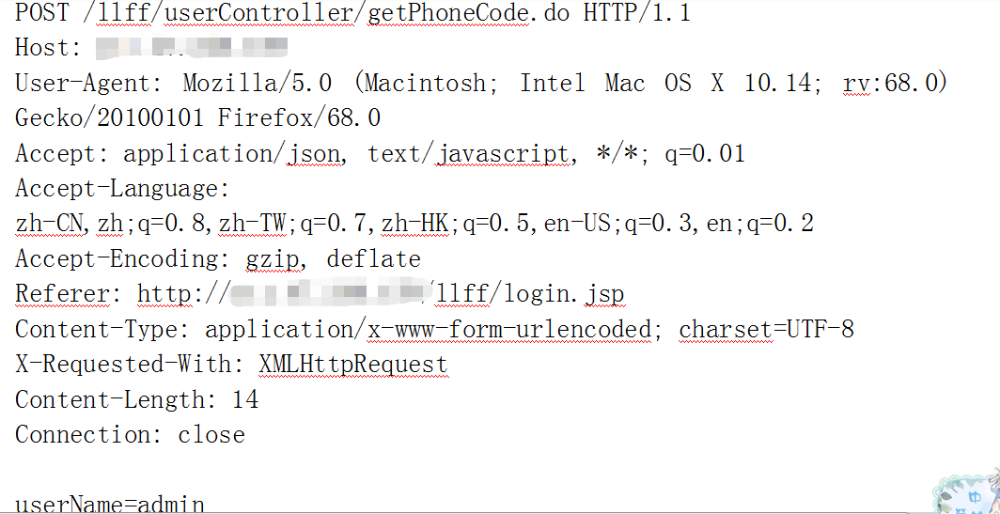 POST /llff/userController/getPhoneCode.do HTTP/1.1
Host:
User-Agent: Mozilla/5.0 (Macintosh; Intel Mac OS X 10.14; rv:68.0)
Gecko/20100101 Firefox/68.0
Accept: application/json, text/javascript, */*; q=0.01
Accept-Language:
zh-CN,zh;q=0.8,zh-TW;q=0.7,zh-HK;q=0.5,en-US;q=0.3,en;q=0.2
Accept-Encoding: gzip, deflate
Referer: http:///llff/login.jsp
Content-Type: application/x-www-form-urlencoded; charset=UTF-8
X-Requested-With: XMLHttpRequest
Content-Length: 14
Connection: close
userName=admin
中